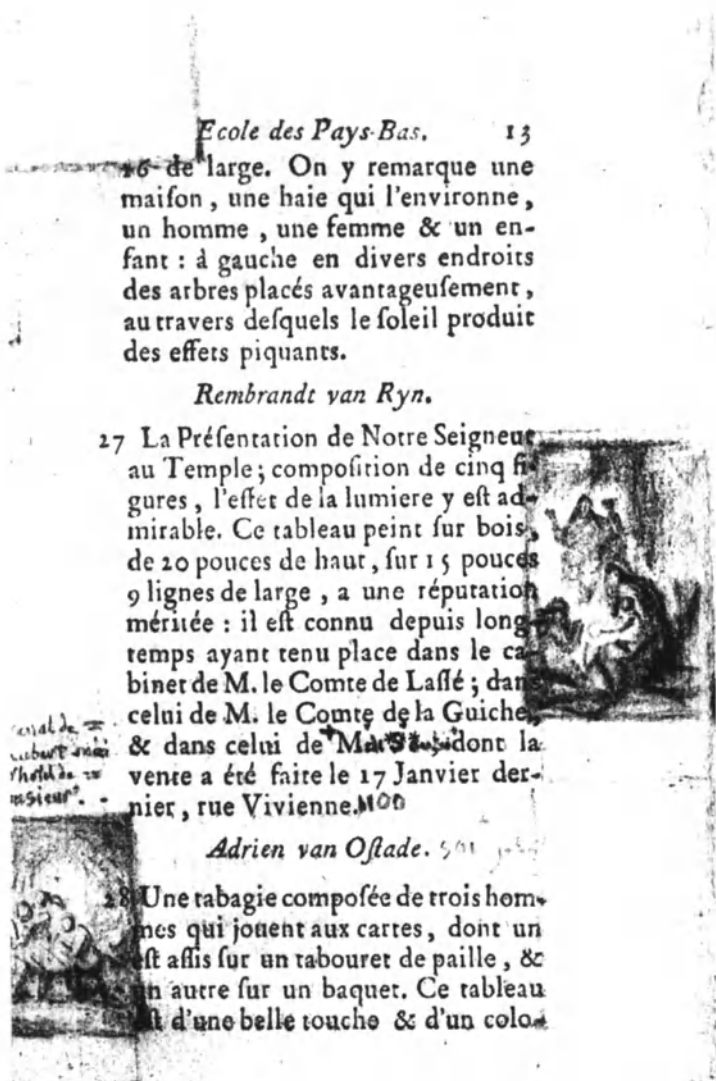 Ecole des Pays-Bas. 13
16 de large. On y remarque une
maiſon, une haie qui l'environne,
un homme, une femme & un en-
fant : à gauche en divers endroits
des arbres placés avantageuſement,
au travers deſquels le ſoleil produit
des effets piquants.
Rembrandt van Ryn.
27 La Préſentation de Notre Seigneur
au Temple; compoſition de cinq fi-
gures, l'effet de la lumiere y eſt ad-
mirable. Ce tableau peint ſur bois,
de 20 pouces de haut, ſur 15 pouces
9 lignes de large, a une réputation
méritée : il eſt connu depuis long-
temps ayant tenu place dans le ca-
binet de M. le Comte de Laſſé; dans
celui de M. le Comte de la Guiche,
& dans celui de dont la
vente a été faite le 17 Janvier der-
nier, rue Vivienne.
Adrien van Oſtade.
28 Une tabagie compoſée de trois hom-
mes qui jouent aux cartes, dont un
eſt aſſis ſur un tabouret de paille, &
un autre ſur un baquet. Ce tableau
eſt d'une belle touche & d'un colo-